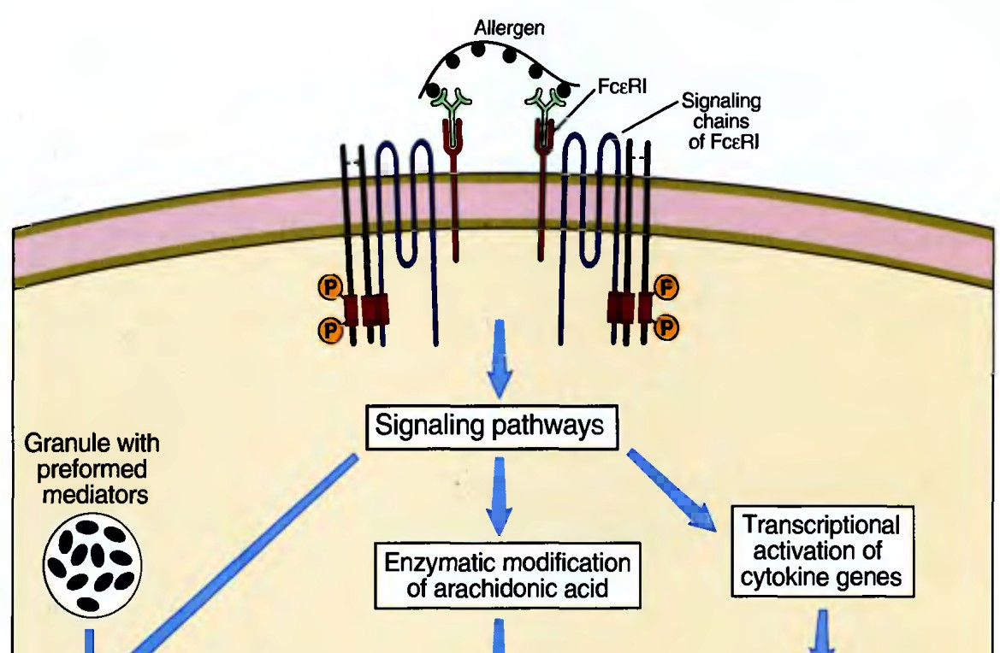 Allergen
FcεRI
Signaling
chains
of FcεRI
P
P
F
P
Signaling pathways
Granule with
preformed
mediators
Enzymatic modification
of arachidonic acid
Transcriptional
activation of
cytokine genes